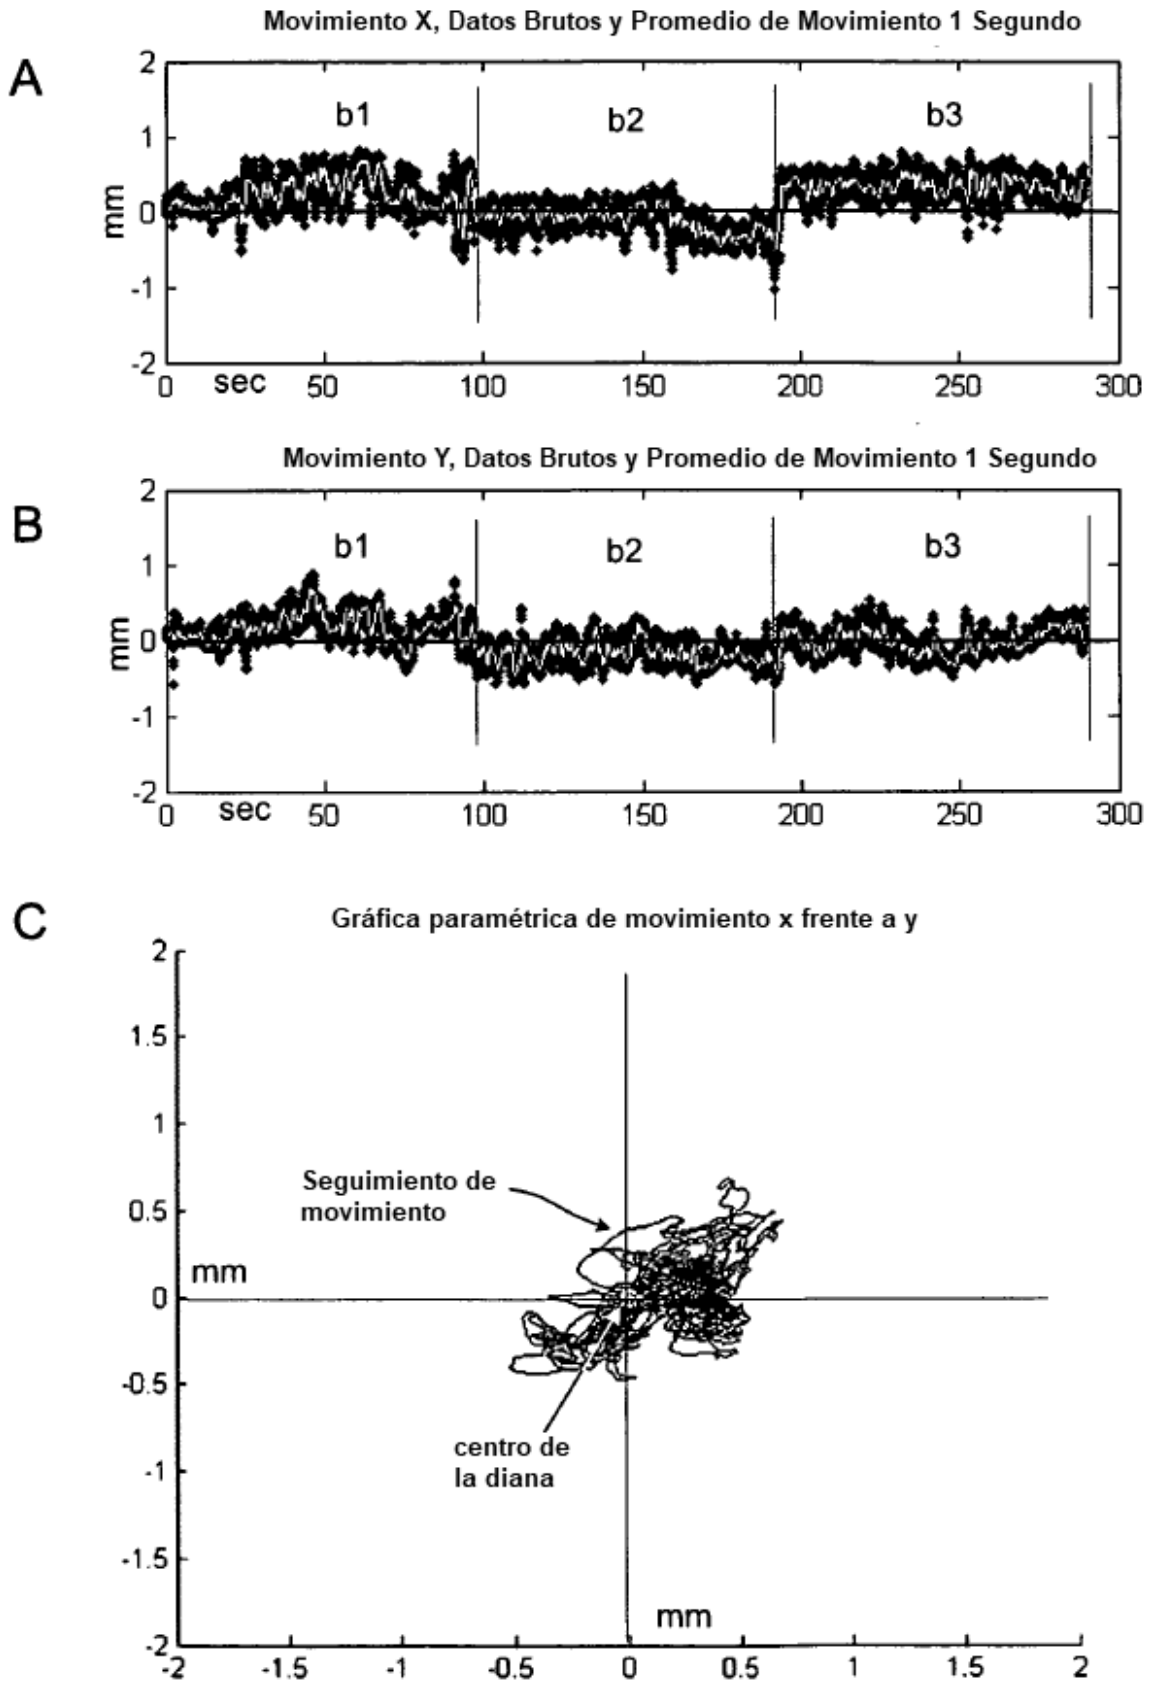 Movimiento X, Datos Brutos y Promedio de Movimiento 1 Segundo
A
2
b1
b2
b3
1
mm
0
-1
-2
0 sec 50 100 150 200 250 300
Movimiento Y, Datos Brutos y Promedio de Movimiento 1 Segundo
B
2
b1
b2
b3
1
mm
0
-1
-2
0 sec 50 100 150 200 250 300
C
Gráfica paramétrica de movimiento x frente a y
2
1.5
1
Seguimiento de
movimiento
0.5
mm
0
-0.5
centro de
la diana
-1
-1.5
mm
-2
-2 -1.5 -1 -0.5 0 0.5 1 1.5 2